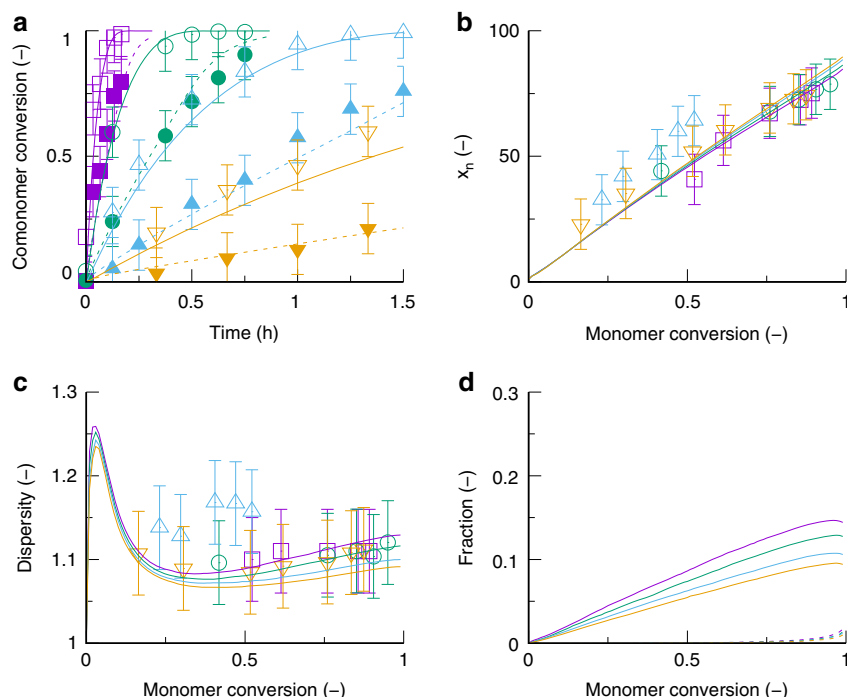 a
Comonomer conversion (–)
1
0.5
0
0
0.5
1
1.5
Time (h)
b
x_n (–)
100
50
0
0
0.5
1
Monomer conversion (–)
c
Dispersity (–)
1.3
1.2
1.1
1
0
0.5
1
Monomer conversion (–)
d
Fraction (–)
0.3
0.2
0.1
0
0
0.5
1
Monomer conversion (–)